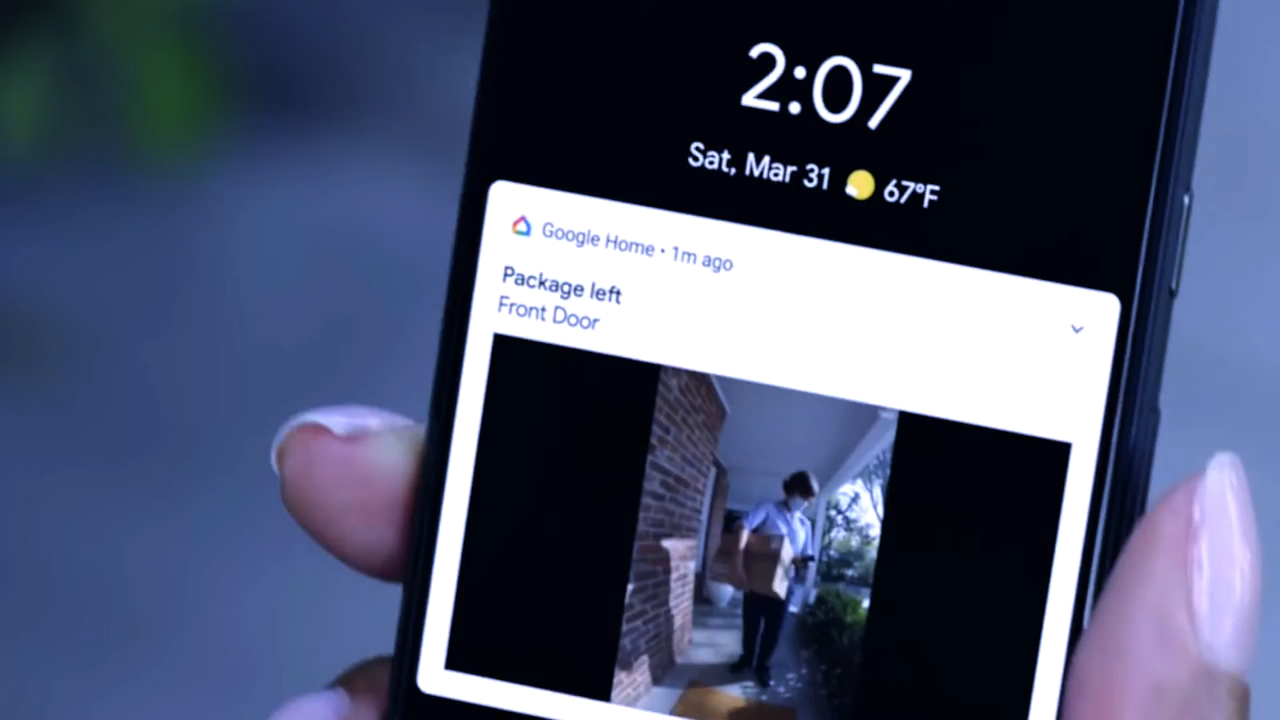 2:07
Sat, Mar 31 67°F
Google Home • 1m ago
Package left
Front Door